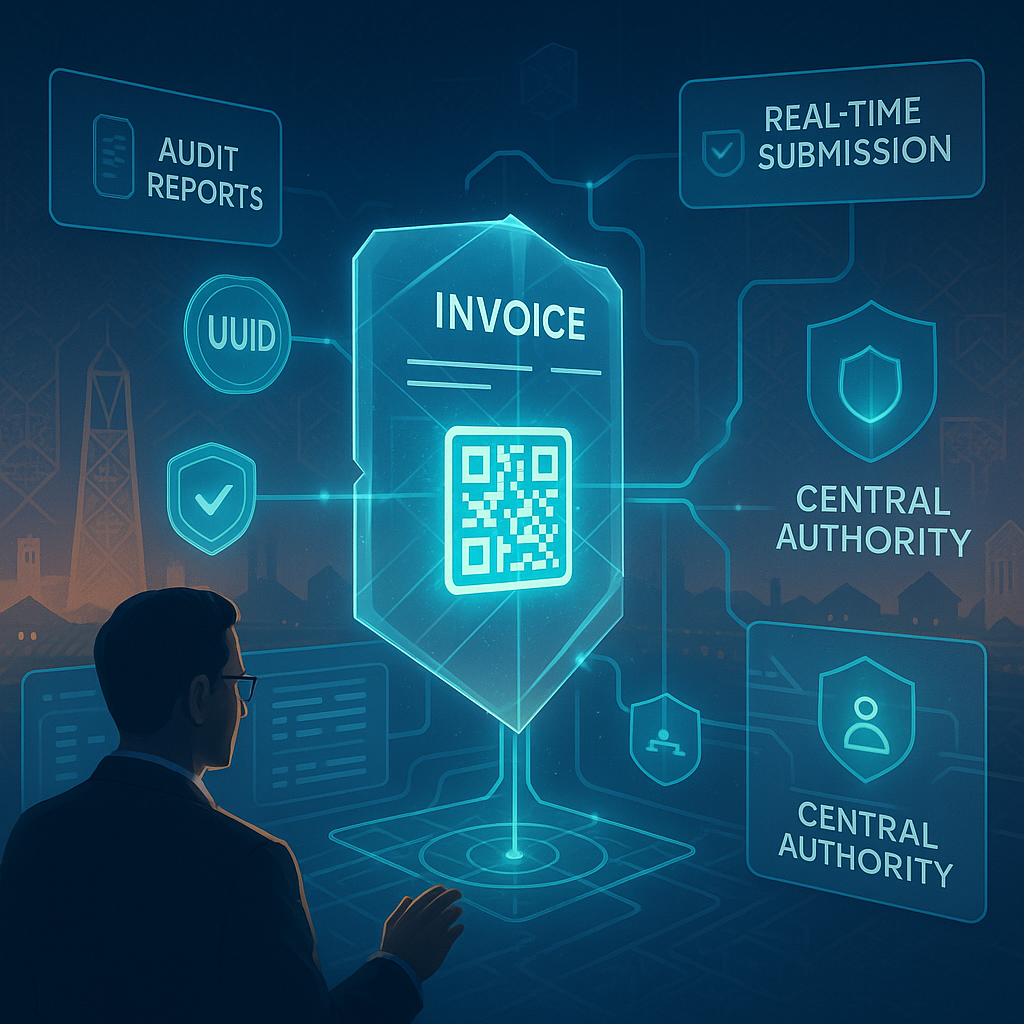 AUDIT
REPORTS
REAL-TIME
SUBMISSION
UUID
INVOICE
CENTRAL
AUTHORITY
CENTRAL
AUTHORITY